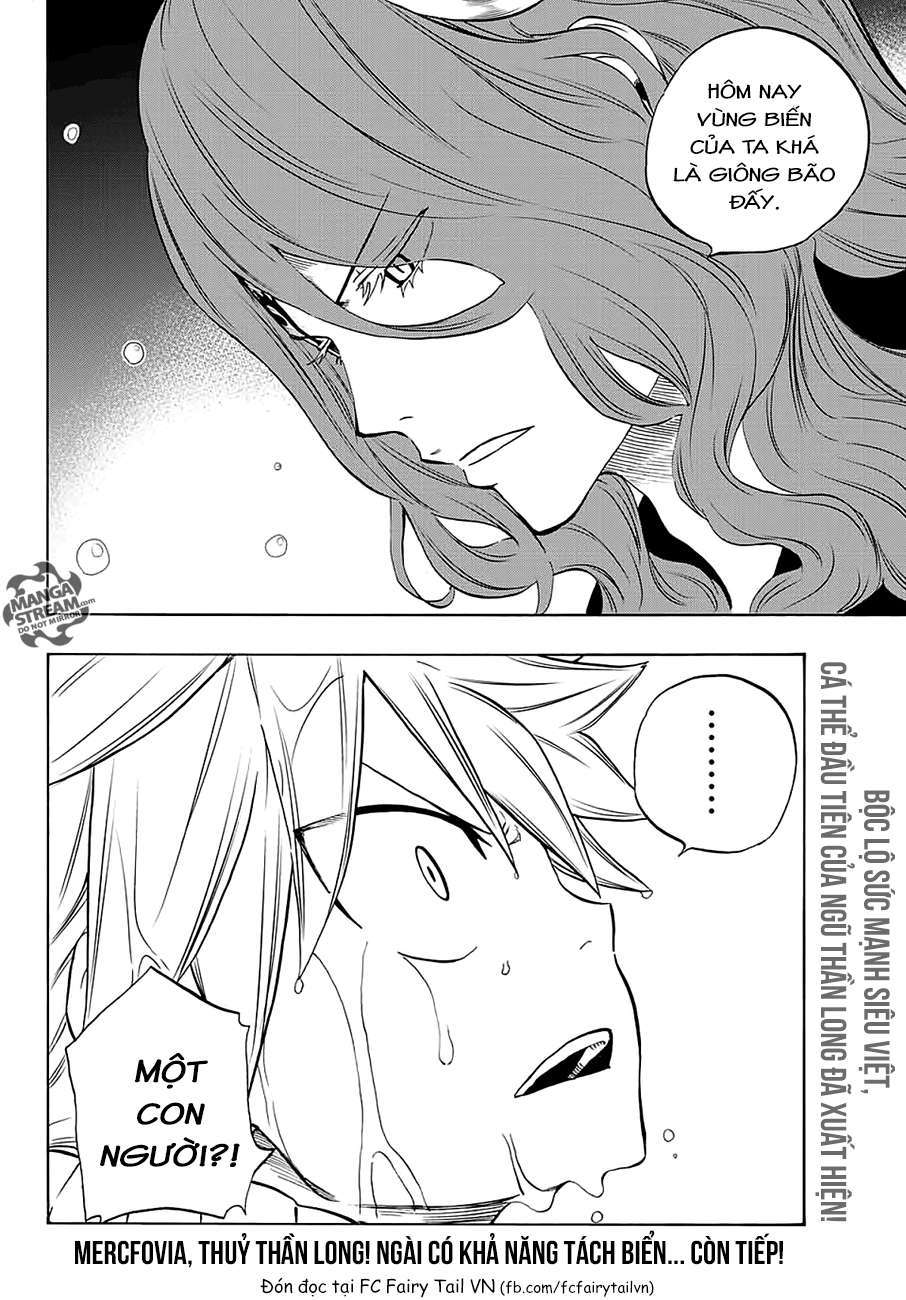 HÔM NAY
VÙNG BIẾN
CỦA TA KHÁ
LÀ GIÔNG BÃO
ĐẤY.
MANGA
STREAM.com
DO NOT MIRROR
........
BỘC LỘ SỨC MẠNH SIÊU VIỆT,
CÁ THỂ ĐẦU TIÊN CỦA NGŨ THẦN LONG ĐÃ XUẤT HIỆN!
MỘT
CON
NGƯỜI?!
MERCFOVIA, THUỶ THẦN LONG! NGÀI CÓ KHẢ NĂNG TÁCH BIỂN... CÒN TIẾP!
Đón đọc tại FC Fairy Tail VN (fb.com/fcfairytailvn)